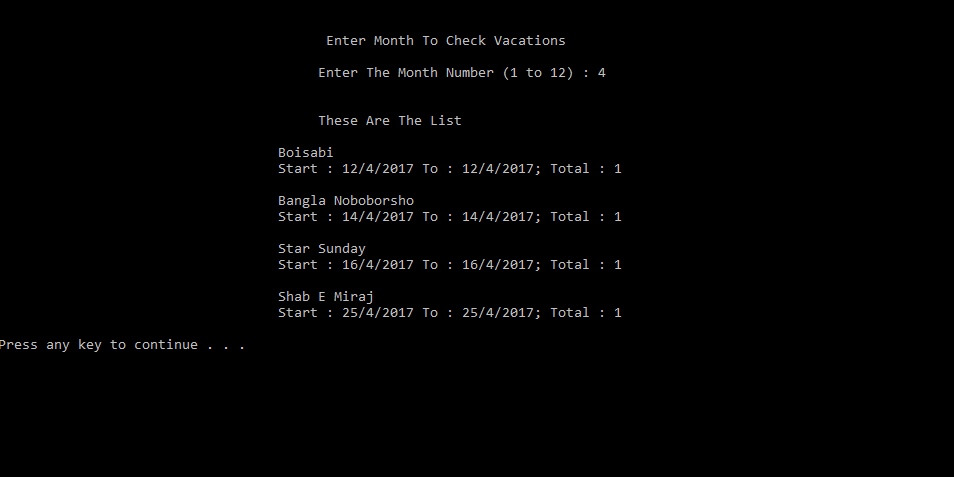 Enter Month To Check Vacations
Enter The Month Number (1 to 12) : 4
These Are The List
Boisabi
Start : 12/4/2017 To : 12/4/2017; Total : 1
Bangla Noboborsho
Start : 14/4/2017 To : 14/4/2017; Total : 1
Star Sunday
Start : 16/4/2017 To : 16/4/2017; Total : 1
Shab E Miraj
Start : 25/4/2017 To : 25/4/2017; Total : 1
Press any key to continue . . .